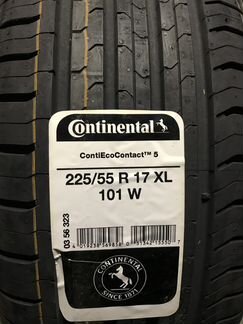 Continental
ContiEcoContact™ 5
225/55 R 17 XL
101 W
03 56 323
CONTINENTAL
SINCE 1871